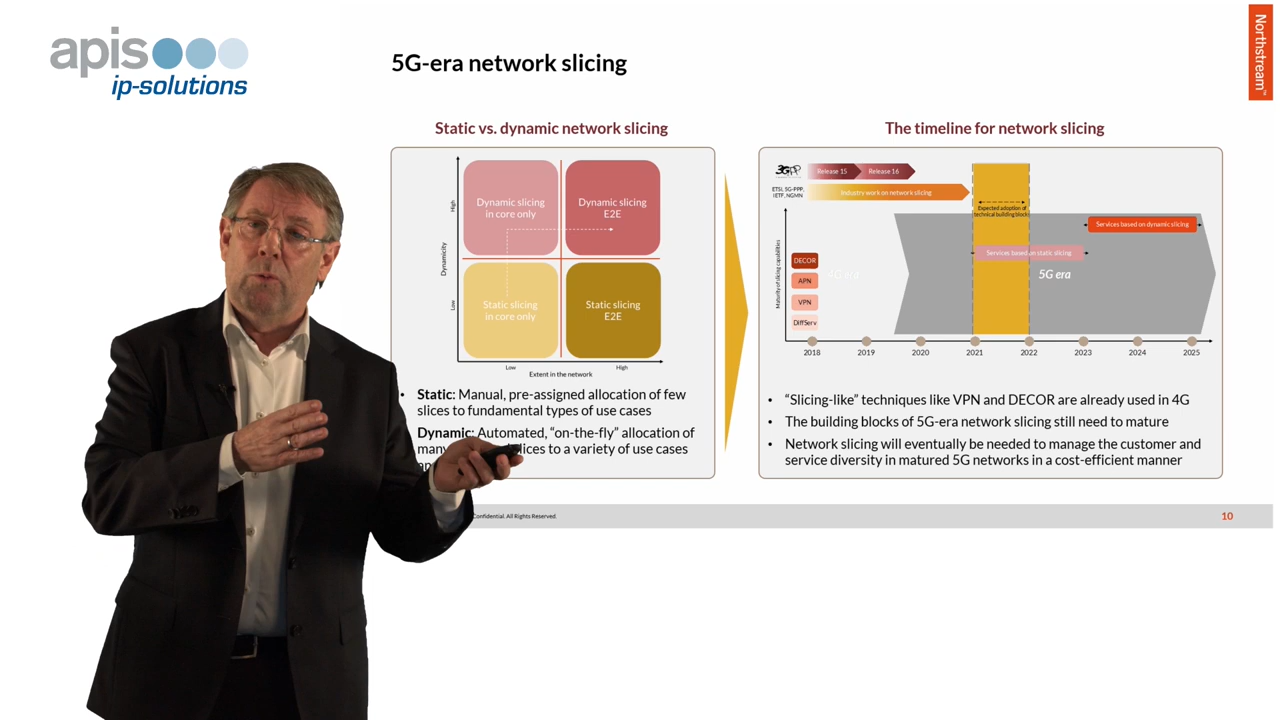 apis
ip-solutions
Northstream™
5G-era network slicing
Static vs. dynamic network slicing
High
Low
Dynamicity
Dynamic slicing
in core only
Dynamic slicing
E2E
Static slicing
in core only
Static slicing
E2E
Low
High
Extent in the network
• Static: Manual, pre-assigned allocation of few
slices to fundamental types of use cases
Dynamic: Automated, “on-the-fly” allocation of
slices to a variety of use cases
The timeline for network slicing
3GPP
Release 15
Release 16
ETSI, 5G-PPP,
IETF, NGMN
Industry work on network slicing
Expected adoption of
technical building blocks
Services based on dynamic slicing
Services based on static slicing
Maturity of slicing capabilities
DECOR
APN
VPN
DiffServ
4G era
5G era
2018
2019
2020
2021
2022
2023
2024
2025
• “Slicing-like” techniques like VPN and DECOR are already used in 4G
• The building blocks of 5G-era network slicing still need to mature
• Network slicing will eventually be needed to manage the customer and
service diversity in matured 5G networks in a cost-efficient manner
Confidential. All Rights Reserved.
10